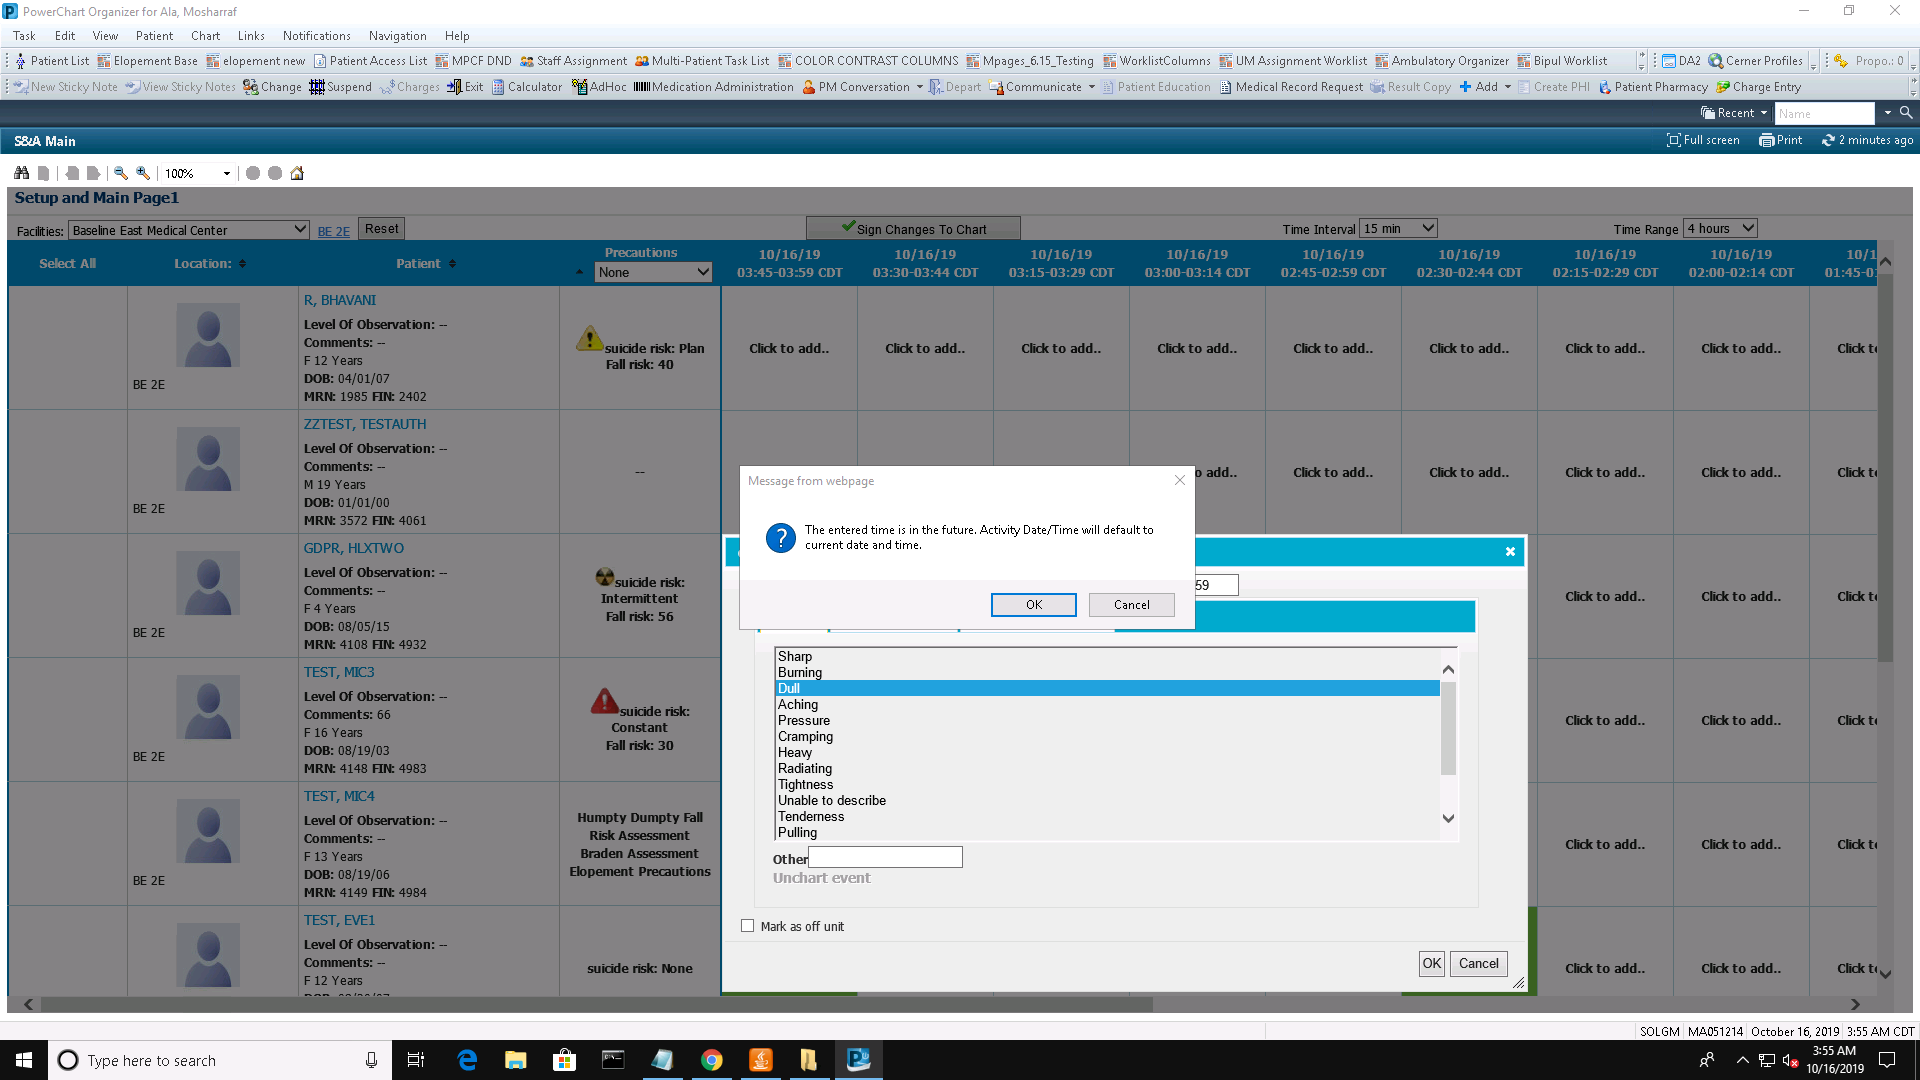 PowerChart Organizer for Ala, Mosharraf
Task Edit View Patient Chart Links Notifications Navigation Help
Patient List Elopement Base elopement new Patient Access List MPCF DND Staff Assignment Multi-Patient Task List COLOR CONTRAST COLUMNS Mpages_6.15_Testing WorklistColumns UM Assignment Worklist Ambulatory Organizer Bipul Worklist DA2 Cerner Profiles Propo.: 0
New Sticky Note View Sticky Notes Change Suspend Charges Exit Calculator AdHoc Medication Administration PM Conversation Depart Communicate Patient Education Medical Record Request Result Copy Add Create PHI Patient Pharmacy Charge Entry
Recent Name
S&A Main Full screen Print 2 minutes ago
100%
Setup and Main Page1
Facilities: Baseline East Medical Center BE 2E Reset Sign Changes To Chart Time Interval 15 min Time Range 4 hours
Select All Location: Patient Precautions None
10/16/19 10/16/19 10/16/19 10/16/19 10/16/19 10/16/19 10/16/19 10/16/19 10/1
03:45-03:59 CDT 03:30-03:44 CDT 03:15-03:29 CDT 03:00-03:14 CDT 02:45-02:59 CDT 02:30-02:44 CDT 02:15-02:29 CDT 02:00-02:14 CDT 01:45-0
R, BHAVANI
Level Of Observation: --
Comments: --
F 12 Years
DOB: 04/01/07
MRN: 1985 FIN: 2402
BE 2E
suicide risk: Plan
Fall risk: 40
Click to add.. Click to add.. Click to add.. Click to add.. Click to add.. Click to add.. Click to add.. Click to add.. Click t
ZZTEST, TESTAUTH
Level Of Observation: --
Comments: --
M 19 Years
DOB: 01/01/00
MRN: 3572 FIN: 4061
BE 2E
--
o add.. Click to add.. Click to add.. Click to add.. Click to add.. Click t
GDPR, HLXTWO
Level Of Observation: --
Comments: --
F 4 Years
DOB: 08/05/15
MRN: 4108 FIN: 4932
BE 2E
suicide risk:
Intermittent
Fall risk: 56
Click to add.. Click to add.. Click t
TEST, MIC3
Level Of Observation: --
Comments: 66
F 16 Years
DOB: 08/19/03
MRN: 4148 FIN: 4983
BE 2E
suicide risk:
Constant
Fall risk: 30
Click to add.. Click to add.. Click t
TEST, MIC4
Level Of Observation: --
Comments: --
F 13 Years
DOB: 08/19/06
MRN: 4149 FIN: 4984
BE 2E
Humpty Dumpty Fall
Risk Assessment
Braden Assessment
Elopement Precautions
Click to add.. Click to add.. Click t
TEST, EVE1
Level Of Observation: --
Comments: --
F 12 Years
suicide risk: None
Click to add.. Click to add.. Click t
Message from webpage
The entered time is in the future. Activity Date/Time will default to
current date and time.
OK Cancel
59
Sharp
Burning
Dull
Aching
Pressure
Cramping
Heavy
Radiating
Tightness
Unable to describe
Tenderness
Pulling
Other
Unchart event
Mark as off unit
OK Cancel
SOLGM MA051214 October 16, 2019 3:55 AM CDT
Type here to search
3:55 AM
10/16/2019